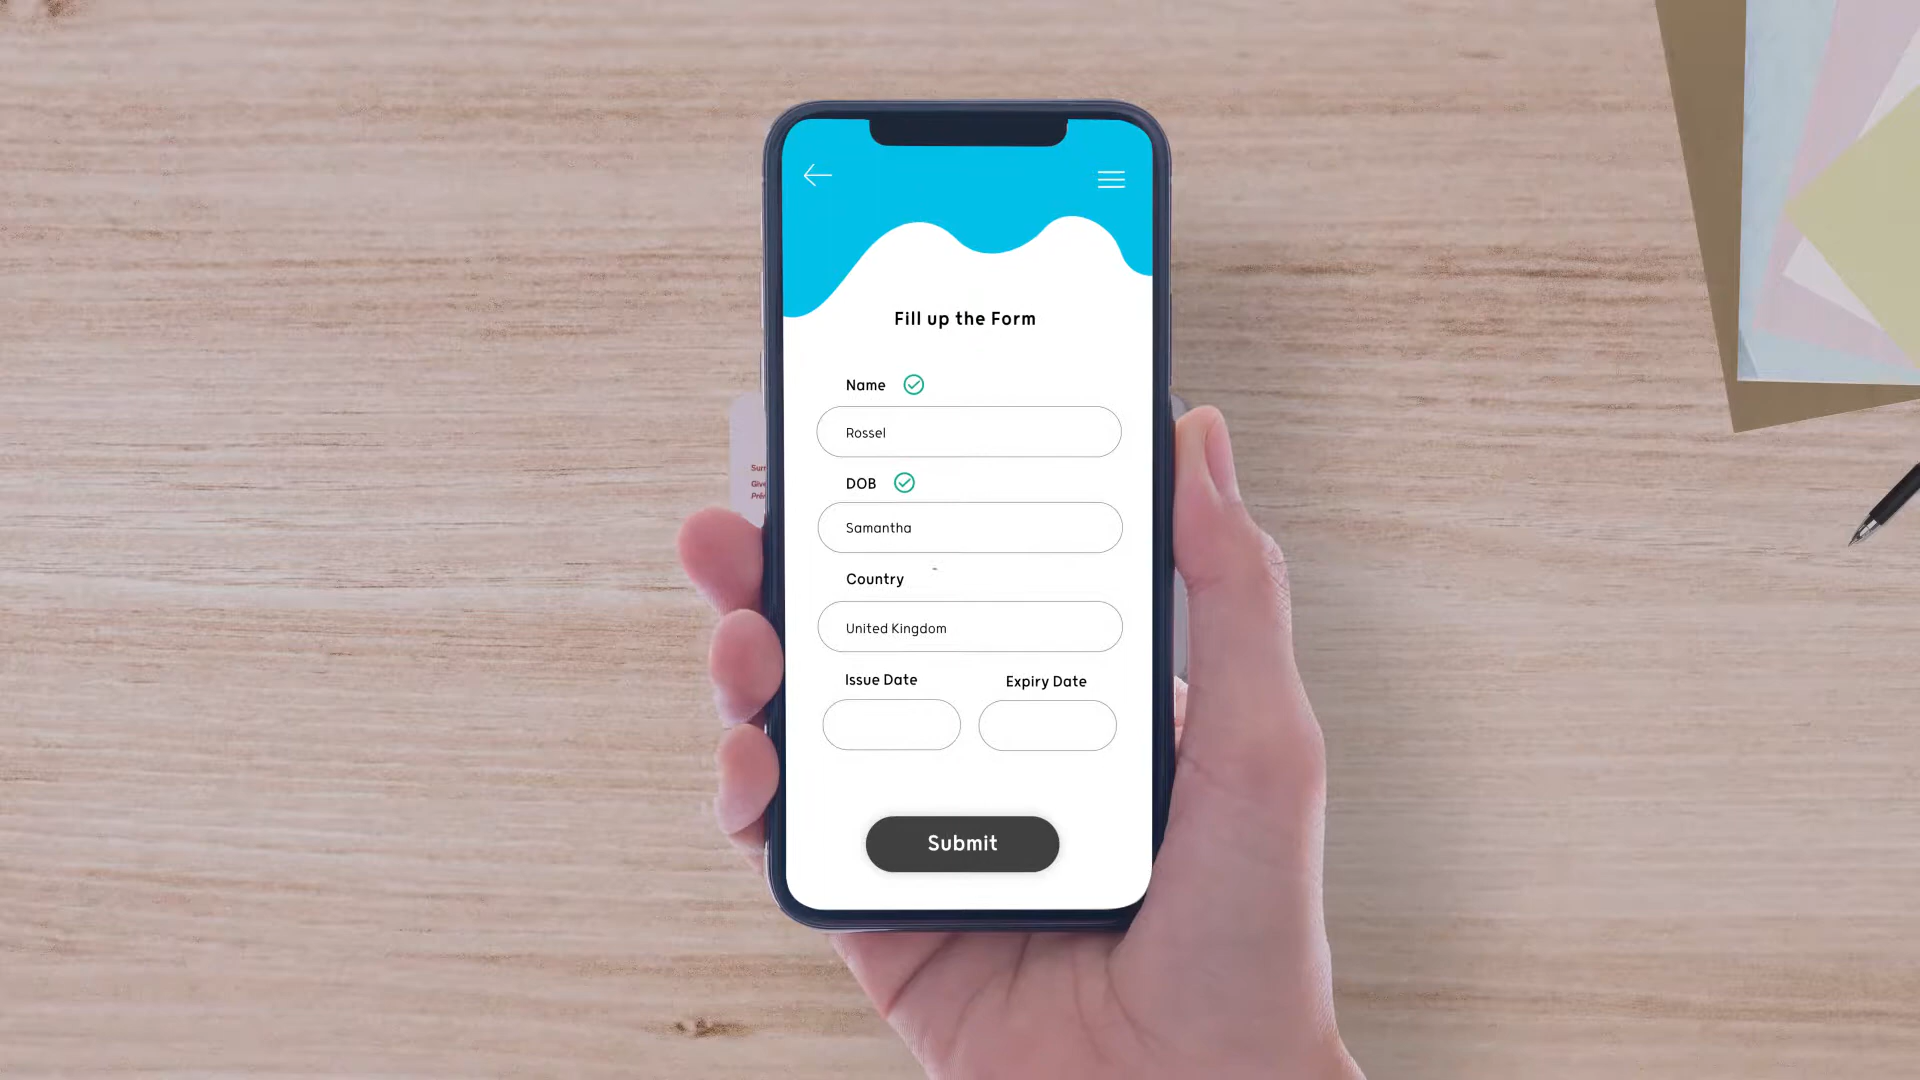 Fill up the Form
Name
Rossel
DOB
Samantha
Country
United Kingdom
Issue Date
Expiry Date
Submit